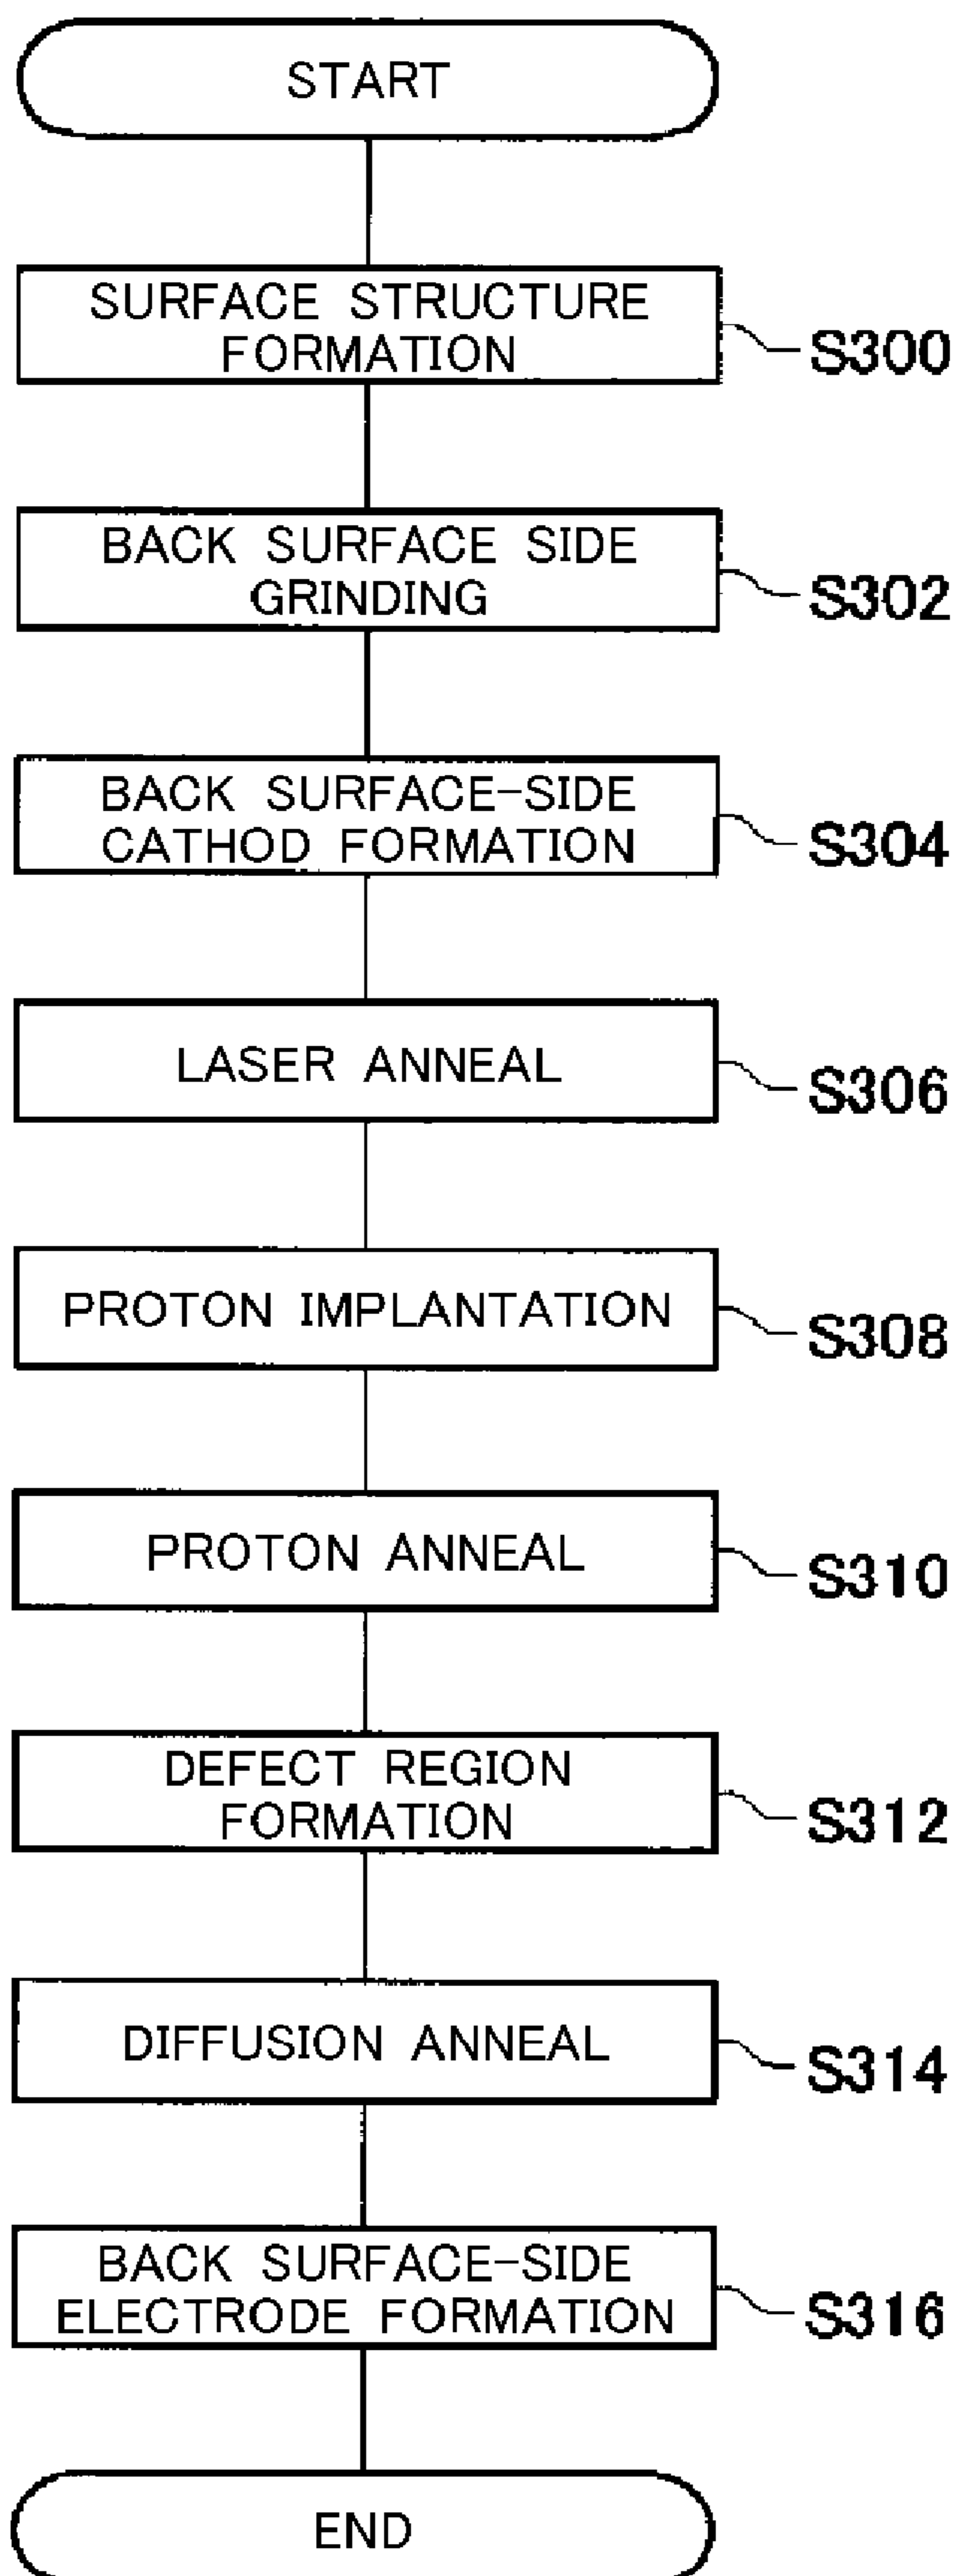 START
SURFACE STRUCTURE
FORMATION
S300
BACK SURFACE SIDE
GRINDING
S302
BACK SURFACE-SIDE
CATHOD FORMATION
S304
LASER ANNEAL
S306
PROTON IMPLANTATION
S308
PROTON ANNEAL
S310
DEFECT REGION
FORMATION
S312
DIFFUSION ANNEAL
S314
BACK SURFACE-SIDE
ELECTRODE FORMATION
S316
END